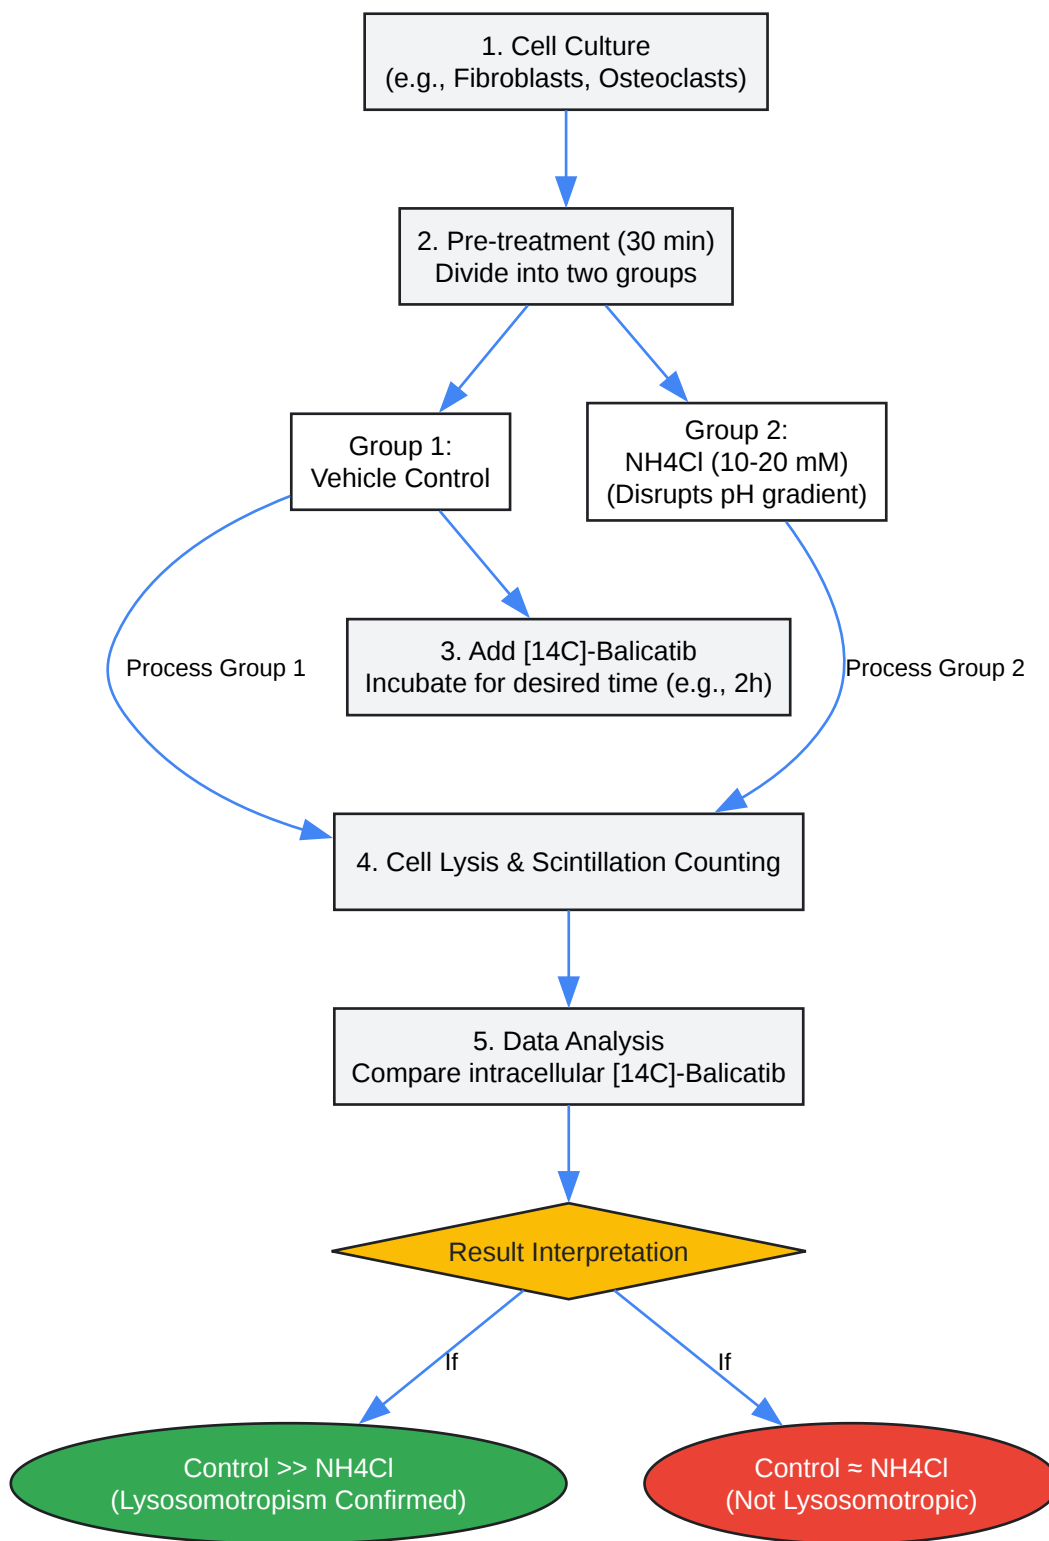 1. Cell Culture
(e.g., Fibroblasts, Osteoclasts)
2. Pre-treatment (30 min)
Divide into two groups
Group 1:
Vehicle Control
Group 2:
NH4Cl (10-20 mM)
(Disrupts pH gradient)
Process Group 1
3. Add [14C]-Balicatib
Incubate for desired time (e.g., 2h)
Process Group 2
4. Cell Lysis & Scintillation Counting
5. Data Analysis
Compare intracellular [14C]-Balicatib
Result Interpretation
If
If
Control >> NH4Cl
(Lysosomotropism Confirmed)
Control ≈ NH4Cl
(Not Lysosomotropic)